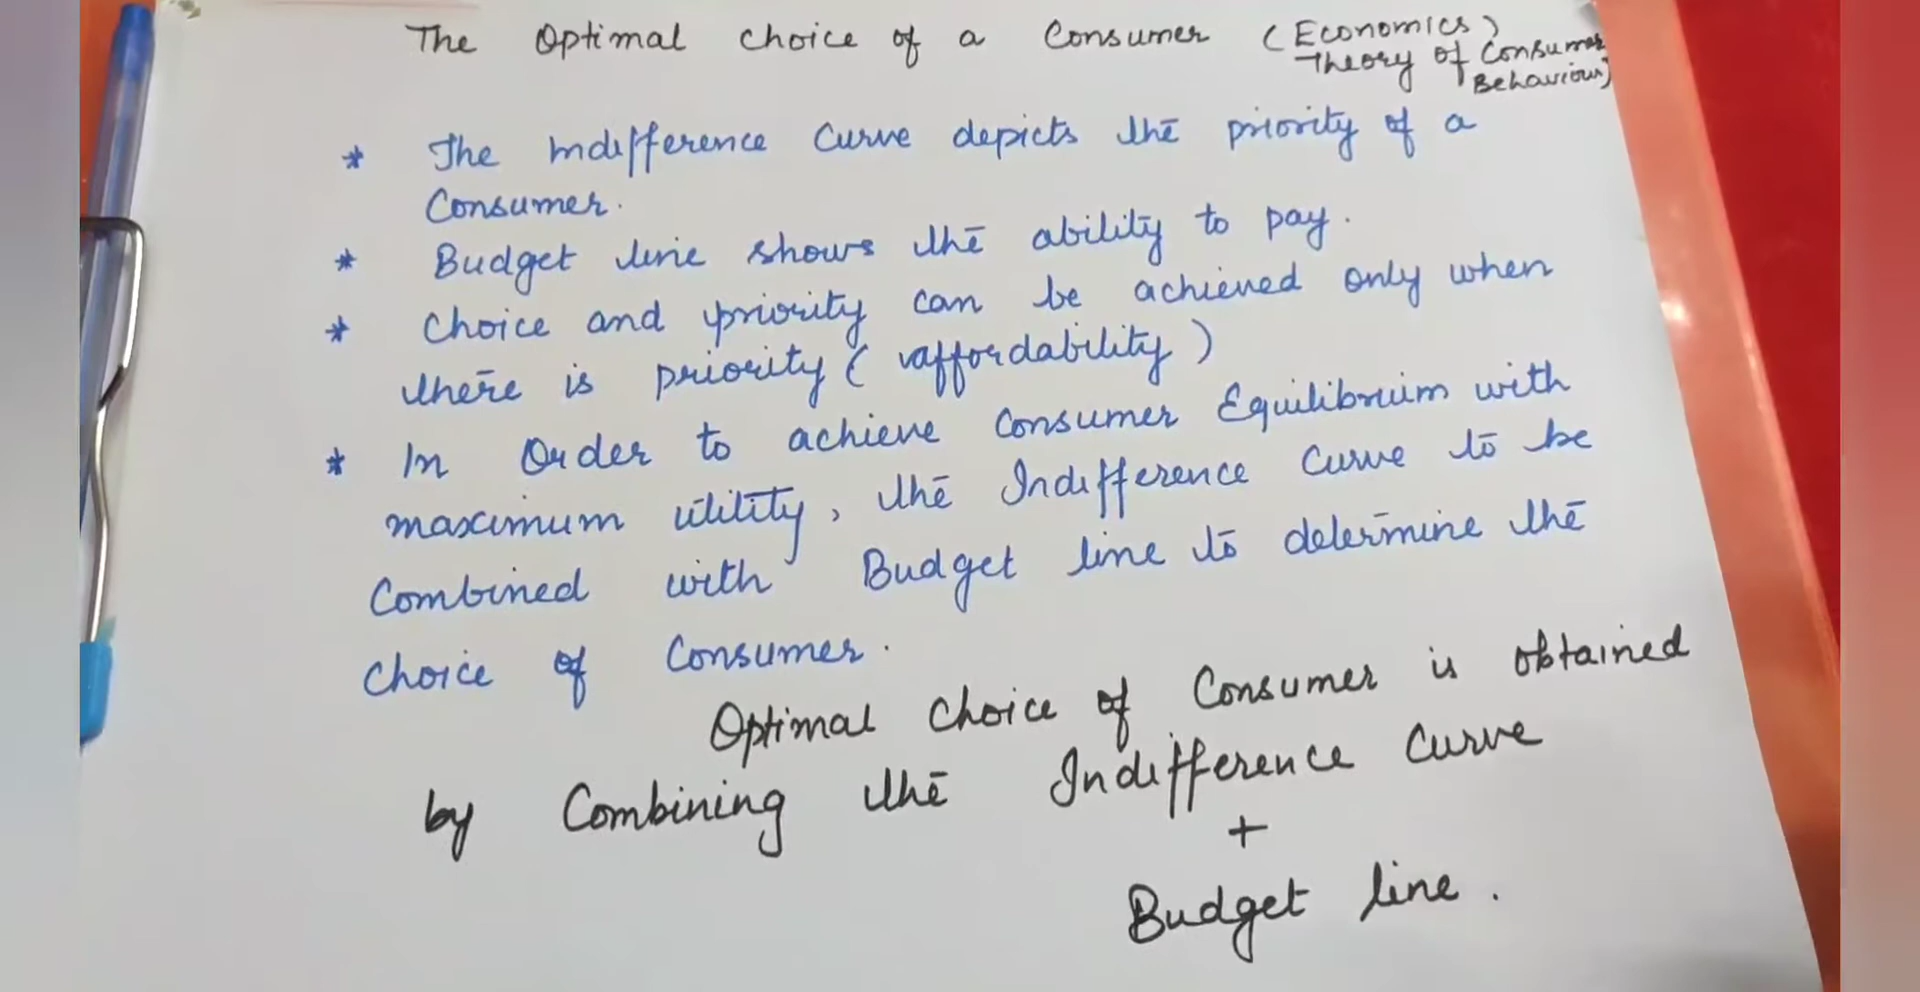 The Optimal choice of a Consumer (Economics)
Theory of Consumer
Behaviour)
* The Indifference Curve depicts the priority of a
Consumer.
* Budget line shows the ability to pay.
* Choice and priority can be achieved only when
there is priority (affordability)
* In Order to achieve Consumer Equilibrium with
maximum utility, the Indifference Curve to be
Combined with Budget line to determine the
choice of Consumer.
Optimal choice of Consumer is obtained
by Combining the Indifference Curve
+
Budget line.